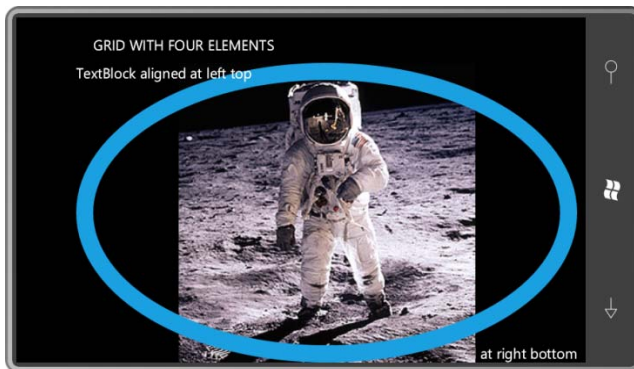 GRID WITH FOUR ELEMENTS
TextBlock aligned at left top
at right bottom